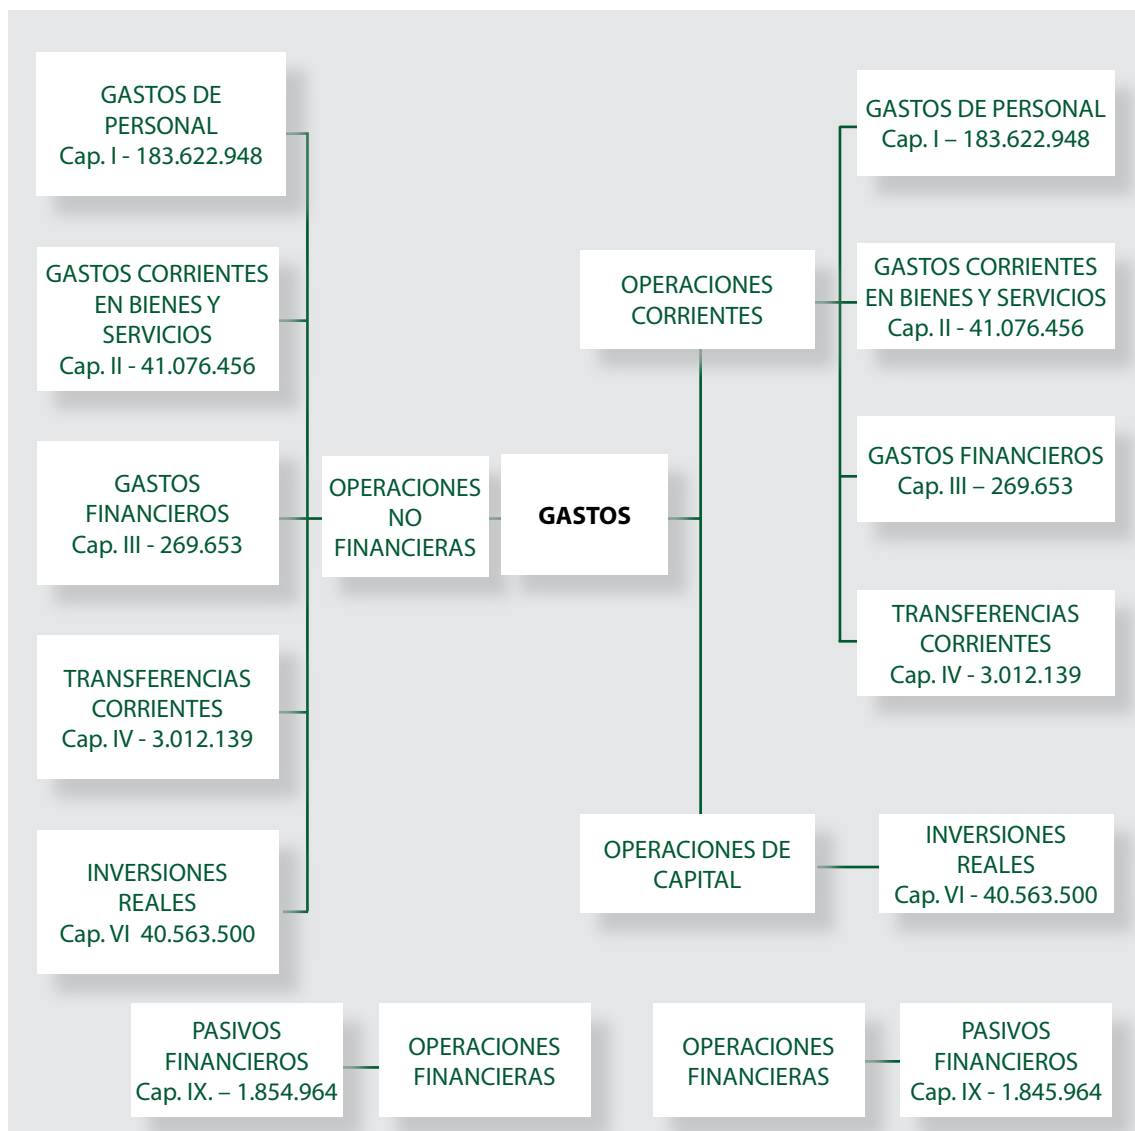 GASTOS DE
PERSONAL
Cap. I - 183.622.948
GASTOS CORRIENTES
EN BIENES Y
SERVICIOS
Cap. II - 41.076.456
GASTOS
FINANCIEROS
Cap. III - 269.653
TRANSFERENCIAS
CORRIENTES
Cap. IV - 3.012.139
INVERSIONES
REALES
Cap. VI 40.563.500
OPERACIONES
NO
FINANCIERAS
GASTOS
OPERACIONES
CORRIENTES
GASTOS DE PERSONAL
Cap. I – 183.622.948
GASTOS CORRIENTES
EN BIENES Y SERVICIOS
Cap. II - 41.076.456
GASTOS FINANCIEROS
Cap. III – 269.653
TRANSFERENCIAS
CORRIENTES
Cap. IV - 3.012.139
OPERACIONES DE
CAPITAL
INVERSIONES
REALES
Cap. VI - 40.563.500
PASIVOS
FINANCIEROS
Cap. IX. – 1.854.964
OPERACIONES
FINANCIERAS
OPERACIONES
FINANCIERAS
PASIVOS
FINANCIEROS
Cap. IX - 1.845.964